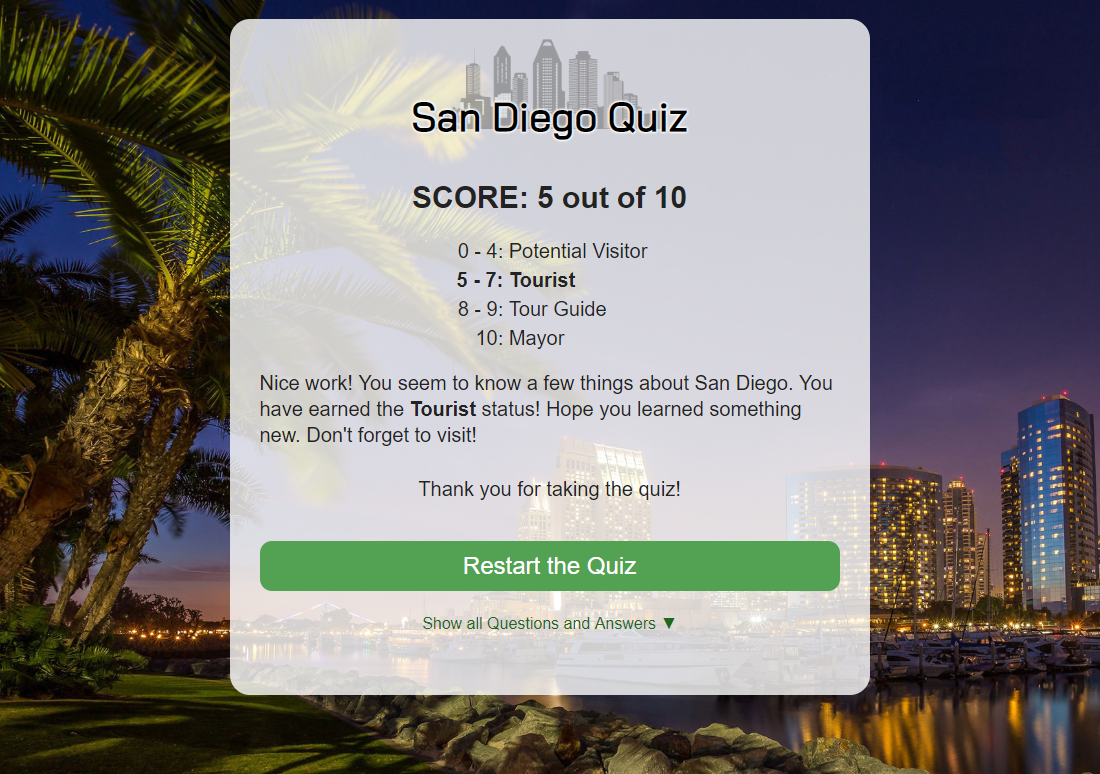 San Diego Quiz
SCORE: 5 out of 10
0 - 4: Potential Visitor
5 - 7: Tourist
8 - 9: Tour Guide
10: Mayor
Nice work! You seem to know a few things about San Diego. You
have earned the Tourist status! Hope you learned something
new. Don't forget to visit!
Thank you for taking the quiz!
Restart the Quiz
Show all Questions and Answers ▼